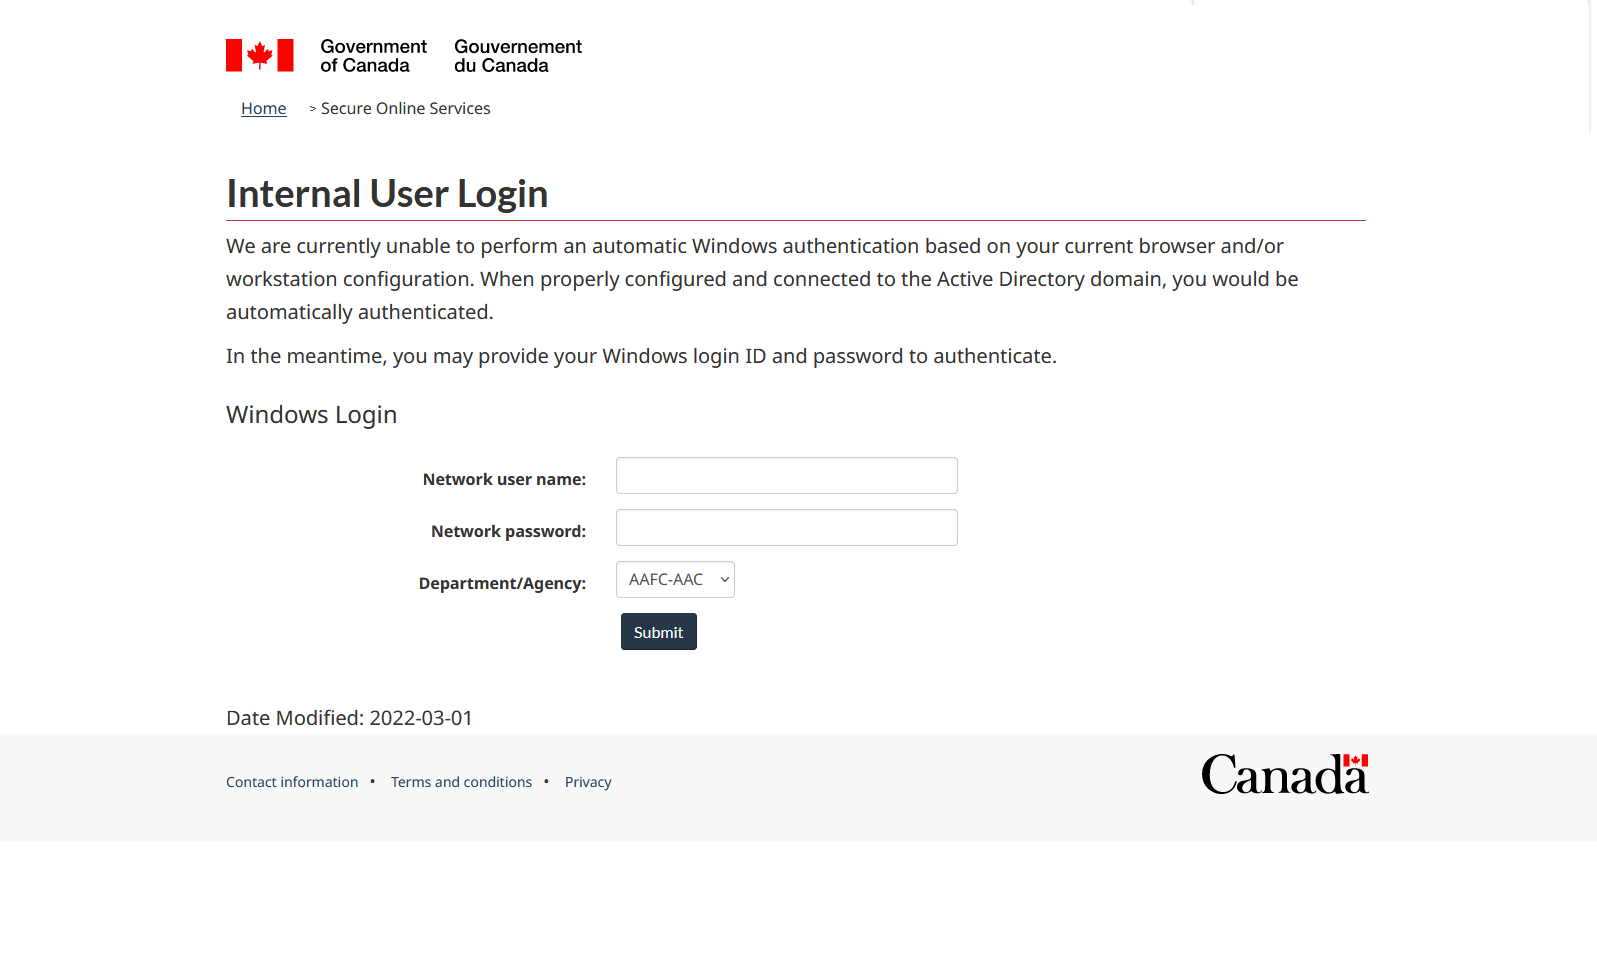 Government of Canada
Gouvernement du Canada
Home > Secure Online Services
Internal User Login
We are currently unable to perform an automatic Windows authentication based on your current browser and/or
workstation configuration. When properly configured and connected to the Active Directory domain, you would be
automatically authenticated.
In the meantime, you may provide your Windows login ID and password to authenticate.
Windows Login
Network user name:
Network password:
Department/Agency: AAFC-AAC
Submit
Date Modified: 2022-03-01
Contact information • Terms and conditions • Privacy
Canada